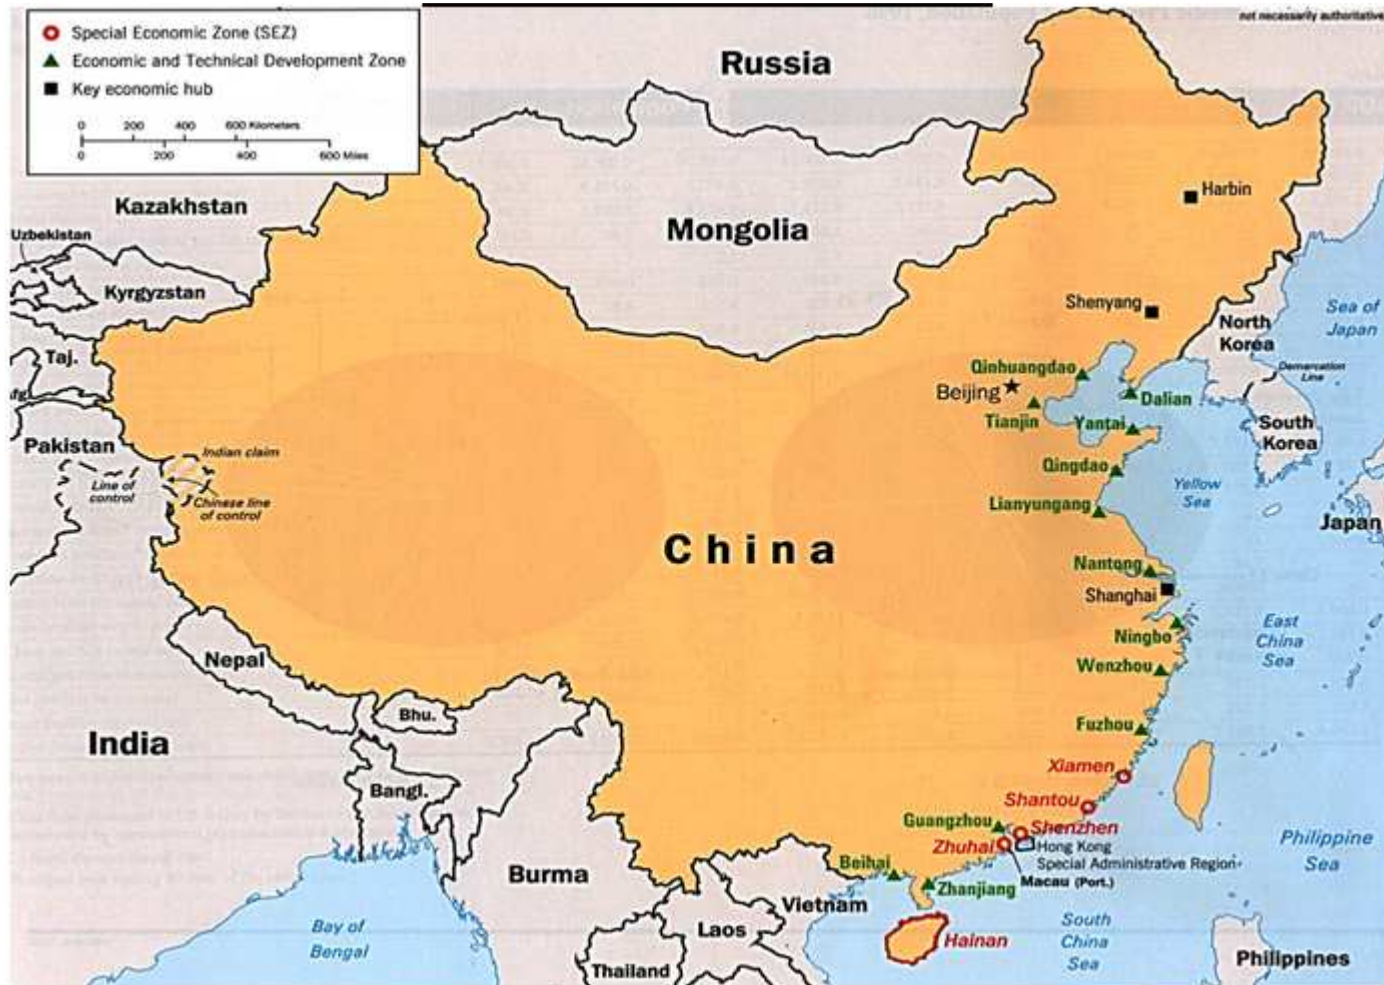 not necessarily authoritative
Special Economic Zone (SEZ)
Economic and Technical Development Zone
Key economic hub
0 200 400 600 Kilometers
0 200 400 600 Miles
Russia
Kazakhstan
Mongolia
Harbin
Uzbekistan
Kyrgyzstan
Shenyang
Sea of
Japan
North
Korea
Taj.
Demarcation
Line
Afg.
Qinhuangdao
Beijing
Dalian
Tianjin
Yantai
South
Korea
Pakistan
Indian claim
Line of
control
Chinese line
of control
Qingdao
Yellow
Sea
Lianyungang
Japan
China
Nantong
Shanghai
Ningbo
East
China
Sea
Wenzhou
Nepal
Bhu.
Fuzhou
India
Xiamen
Bangl.
Shantou
Guangzhou
Shenzhen
Zhuhai
Hong Kong
Special Administrative Region
Macau (Port.)
Philippine
Sea
Beihai
Zhanjiang
Burma
Vietnam
Laos
Hainan
Bay of
Bengal
South
China
Sea
Thailand
Philippines